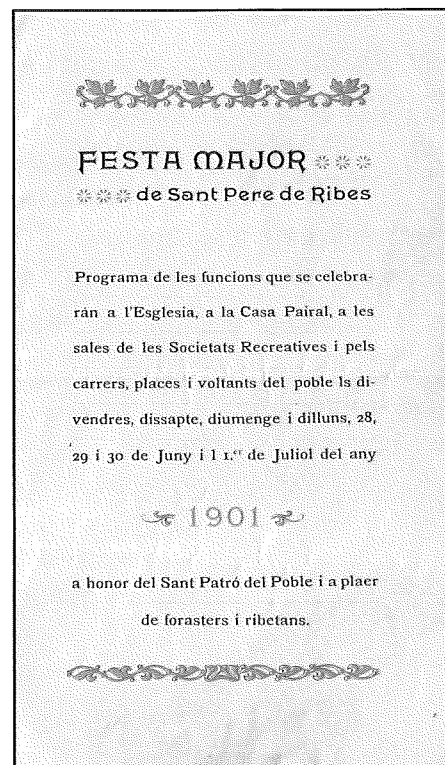 FESTA MAJOR
de Sant Pere de Ribes
Programa de les funcions que se celebra-
rán a l'Esglesia, a la Casa Pairal, a les
sales de les Societats Recreatives i pels
carrers, places i voltants del poble ls di-
vendres, dissapte, diumenge i dilluns, 28,
29 i 30 de Juny i l 1.er de Juliol del any
1901
a honor del Sant Patró del Poble i a plaer
de forasters i ribetans.